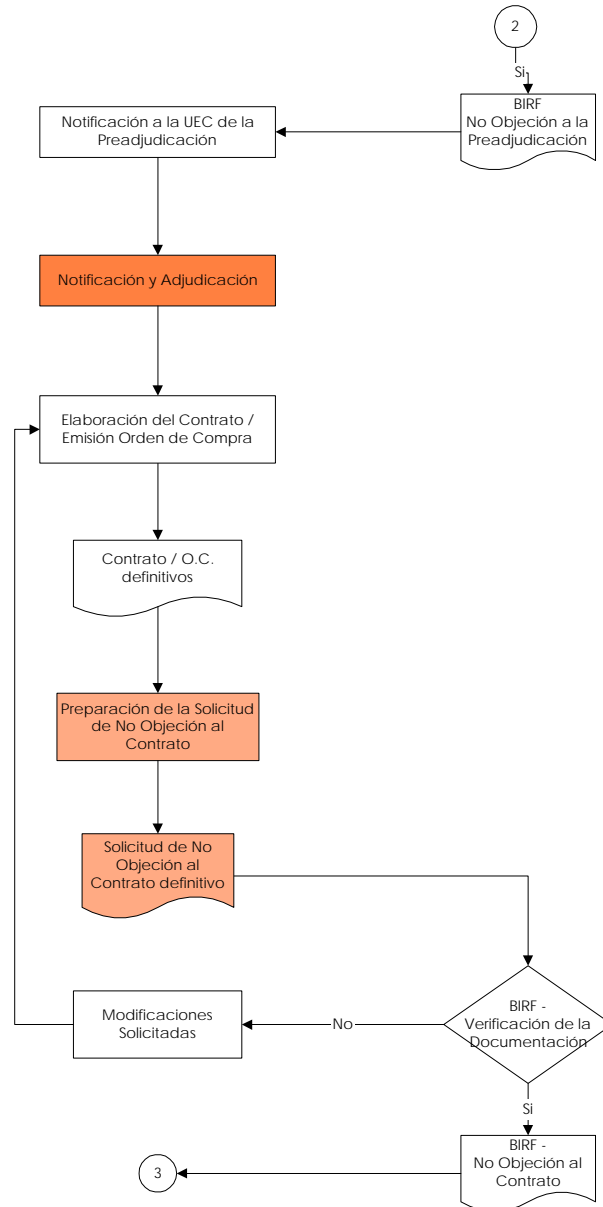 2
Si
BIRF
No Objeción a la
Preadjudicación
Notificación a la UEC de la
Preadjudicación
Notificación y Adjudicación
Elaboración del Contrato /
Emisión Orden de Compra
Contrato / O.C.
definitivos
Preparación de la Solicitud
de No Objeción al
Contrato
Solicitud de No
Objeción al
Contrato definitivo
BIRF -
Verificación de la
Documentación
No
Modificaciones
Solicitadas
Si
BIRF -
No Objeción al
Contrato
3